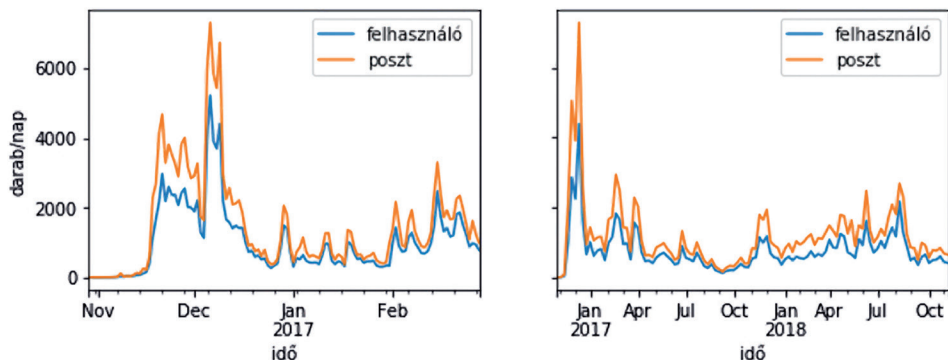 felhasználó
poszt
darab/nap
6000
4000
2000
0
Nov Dec Jan Feb
2017
idő
felhasználó
poszt
Jan Apr Jul Oct Jan Apr Jul Oct
2017 2018
idő